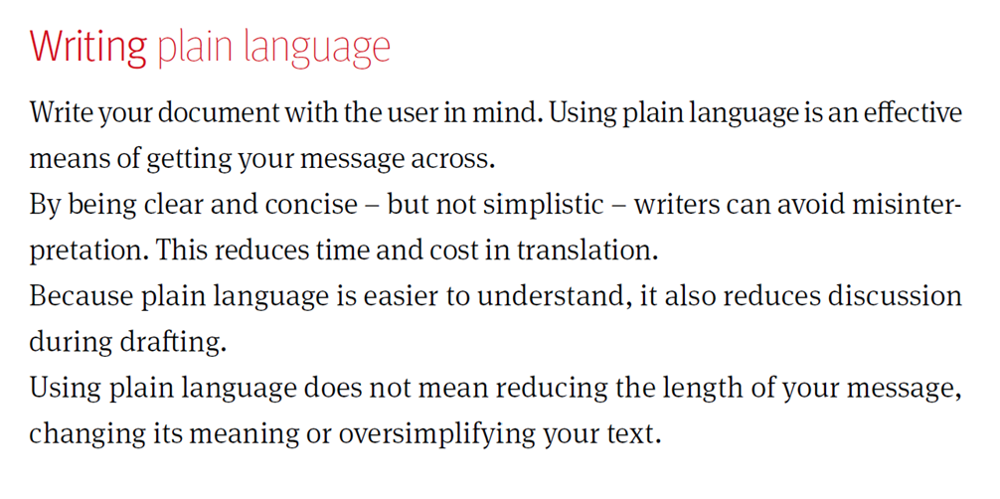 Writing plain language
Write your document with the user in mind. Using plain language is an effective
means of getting your message across.
By being clear and concise – but not simplistic – writers can avoid misinter-
pretation. This reduces time and cost in translation.
Because plain language is easier to understand, it also reduces discussion
during drafting.
Using plain language does not mean reducing the length of your message,
changing its meaning or oversimplifying your text.